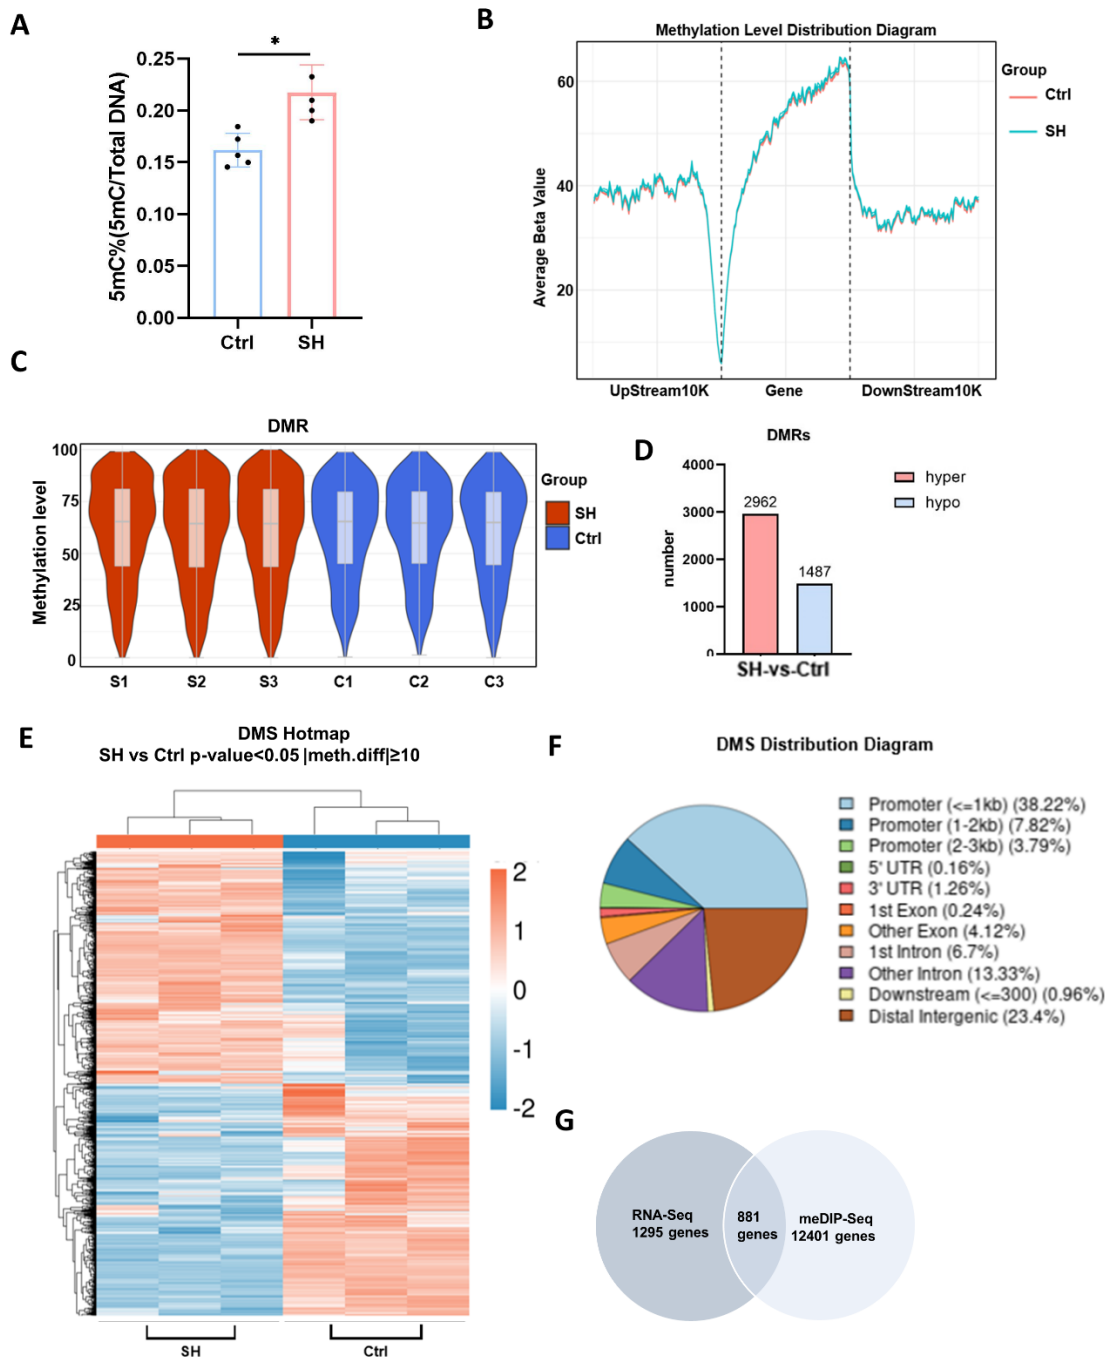 A
*
5mC%(5mC/Total DNA)
0.25
0.20
0.15
0.10
0.05
0.00
Ctrl
SH
B
Methylation Level Distribution Diagram
Average Beta Value
60
40
20
UpStream10K
Gene
DownStream10K
Group
Ctrl
SH
C
DMR
Methylation level
100
75
50
25
0
S1
S2
S3
C1
C2
C3
Group
SH
Ctrl
D
DMRs
number
4000
3000
2000
1000
0
2962
1487
SH-vs-Ctrl
hyper
hypo
E
DMS Hotmap
SH vs Ctrl p-value<0.05 |meth.diff|≥10
2
1
0
-1
-2
SH
Ctrl
F
DMS Distribution Diagram
Promoter (<=1kb) (38.22%)
Promoter (1-2kb) (7.82%)
Promoter (2-3kb) (3.79%)
5' UTR (0.16%)
3' UTR (1.26%)
1st Exon (0.24%)
Other Exon (4.12%)
1st Intron (6.7%)
Other Intron (13.33%)
Downstream (<=300) (0.96%)
Distal Intergenic (23.4%)
G
RNA-Seq
1295 genes
881
genes
meDIP-Seq
12401 genes